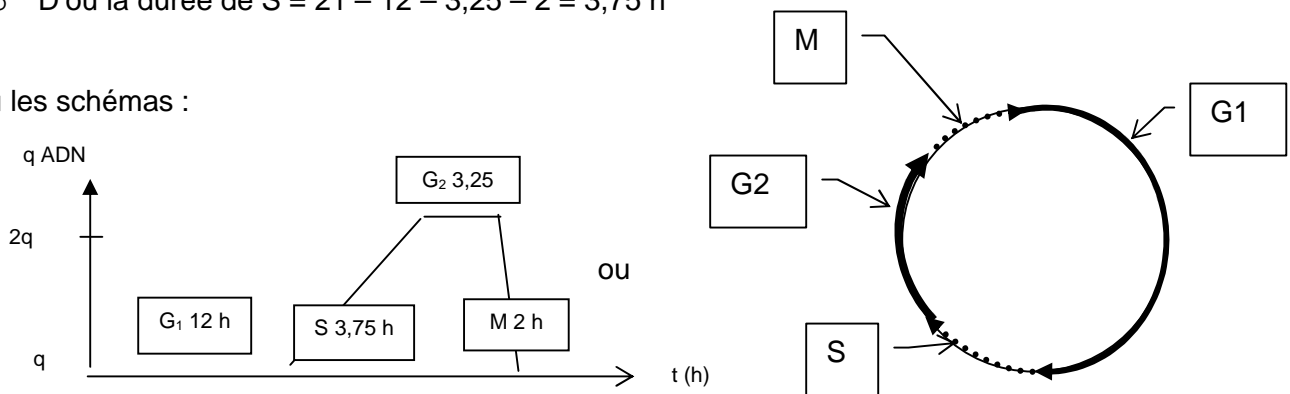 D'où la durée de S = 21 – 12 – 3,25 – 2 = 3,75 h
les schémas :
q ADN
2q
q
G₁ 12 h
S 3,75 h
G₂ 3,25
M 2 h
t (h)
ou
M
G1
G2
S